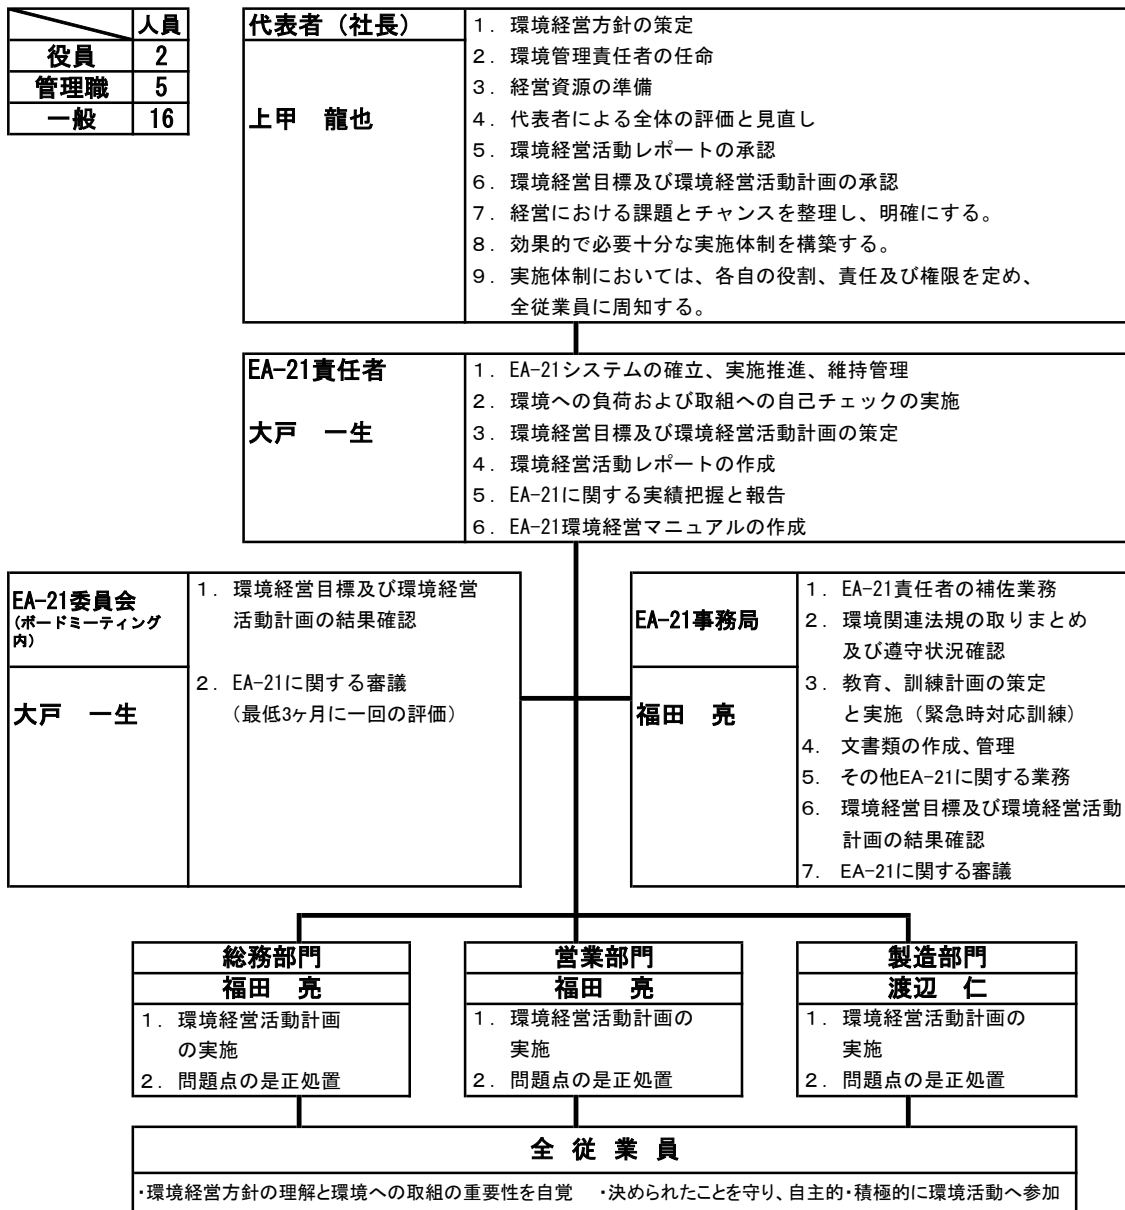 人員
役員 2
管理職 5
一般 16
代表者（社長）
上甲　龍也
１．環境経営方針の策定
２．環境管理責任者の任命
３．経営資源の準備
４．代表者による全体の評価と見直し
５．環境経営活動レポートの承認
６．環境経営目標及び環境経営活動計画の承認
７．経営における課題とチャンスを整理し、明確にする。
８．効果的で必要十分な実施体制を構築する。
９．実施体制においては、各自の役割、責任及び権限を定め、
全従業員に周知する。
EA-21責任者
大戸　一生
１．EA-21システムの確立、実施推進、維持管理
２．環境への負荷および取組への自己チェックの実施
３．環境経営目標及び環境経営活動計画の策定
４．環境経営活動レポートの作成
５．EA-21に関する実績把握と報告
６．EA-21環境経営マニュアルの作成
EA-21委員会
（ボードミーティング
内）
大戸　一生
１．環境経営目標及び環境経営
活動計画の結果確認
２．EA-21に関する審議
（最低3ヶ月に一回の評価）
EA-21事務局
福田　亮
１．EA-21責任者の補佐業務
２．環境関連法規の取りまとめ
及び遵守状況確認
３．教育、訓練計画の策定
と実施（緊急時対応訓練）
４．文書類の作成、管理
５．その他EA-21に関する業務
６．環境経営目標及び環境経営活動
計画の結果確認
７．EA-21に関する審議
総務部門
福田　亮
１．環境経営活動計画
の実施
２．問題点の是正処置
営業部門
福田　亮
１．環境経営活動計画の
実施
２．問題点の是正処置
製造部門
渡辺　仁
１．環境経営活動計画の
実施
２．問題点の是正処置
全 従 業 員
・環境経営方針の理解と環境への取組の重要性を自覚　・決められたことを守り、自主的・積極的に環境活動へ参加